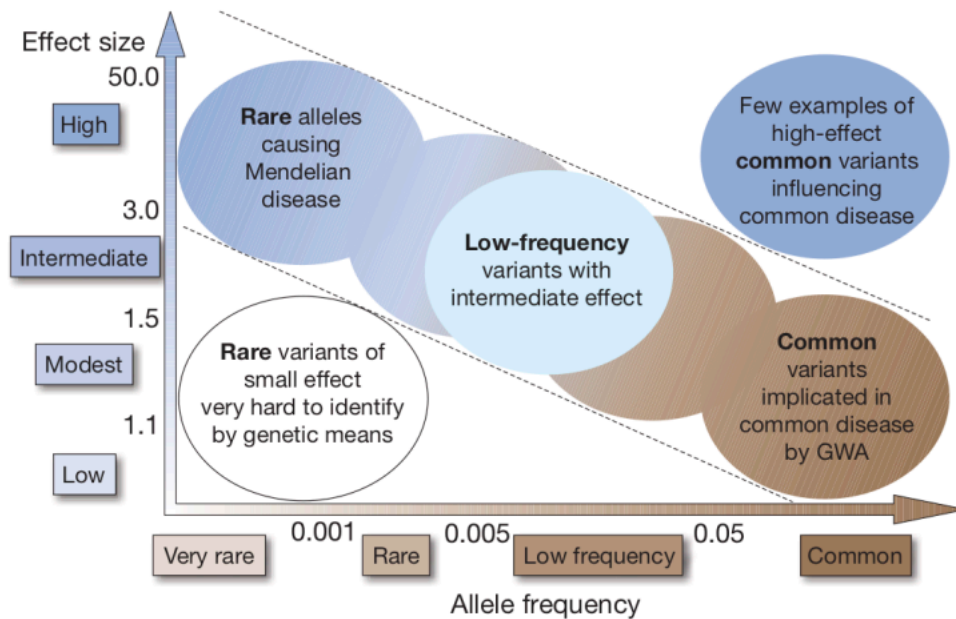 Effect size
50.0
High
3.0
Intermediate
1.5
Modest
1.1
Low
Rare alleles
causing
Mendelian
disease
Few examples of
high-effect
common variants
influencing
common disease
Low-frequency
variants with
intermediate effect
Rare variants of
small effect
very hard to identify
by genetic means
Common
variants
implicated in
common disease
by GWA
0.001
0.005
0.05
Very rare
Rare
Low frequency
Common
Allele frequency